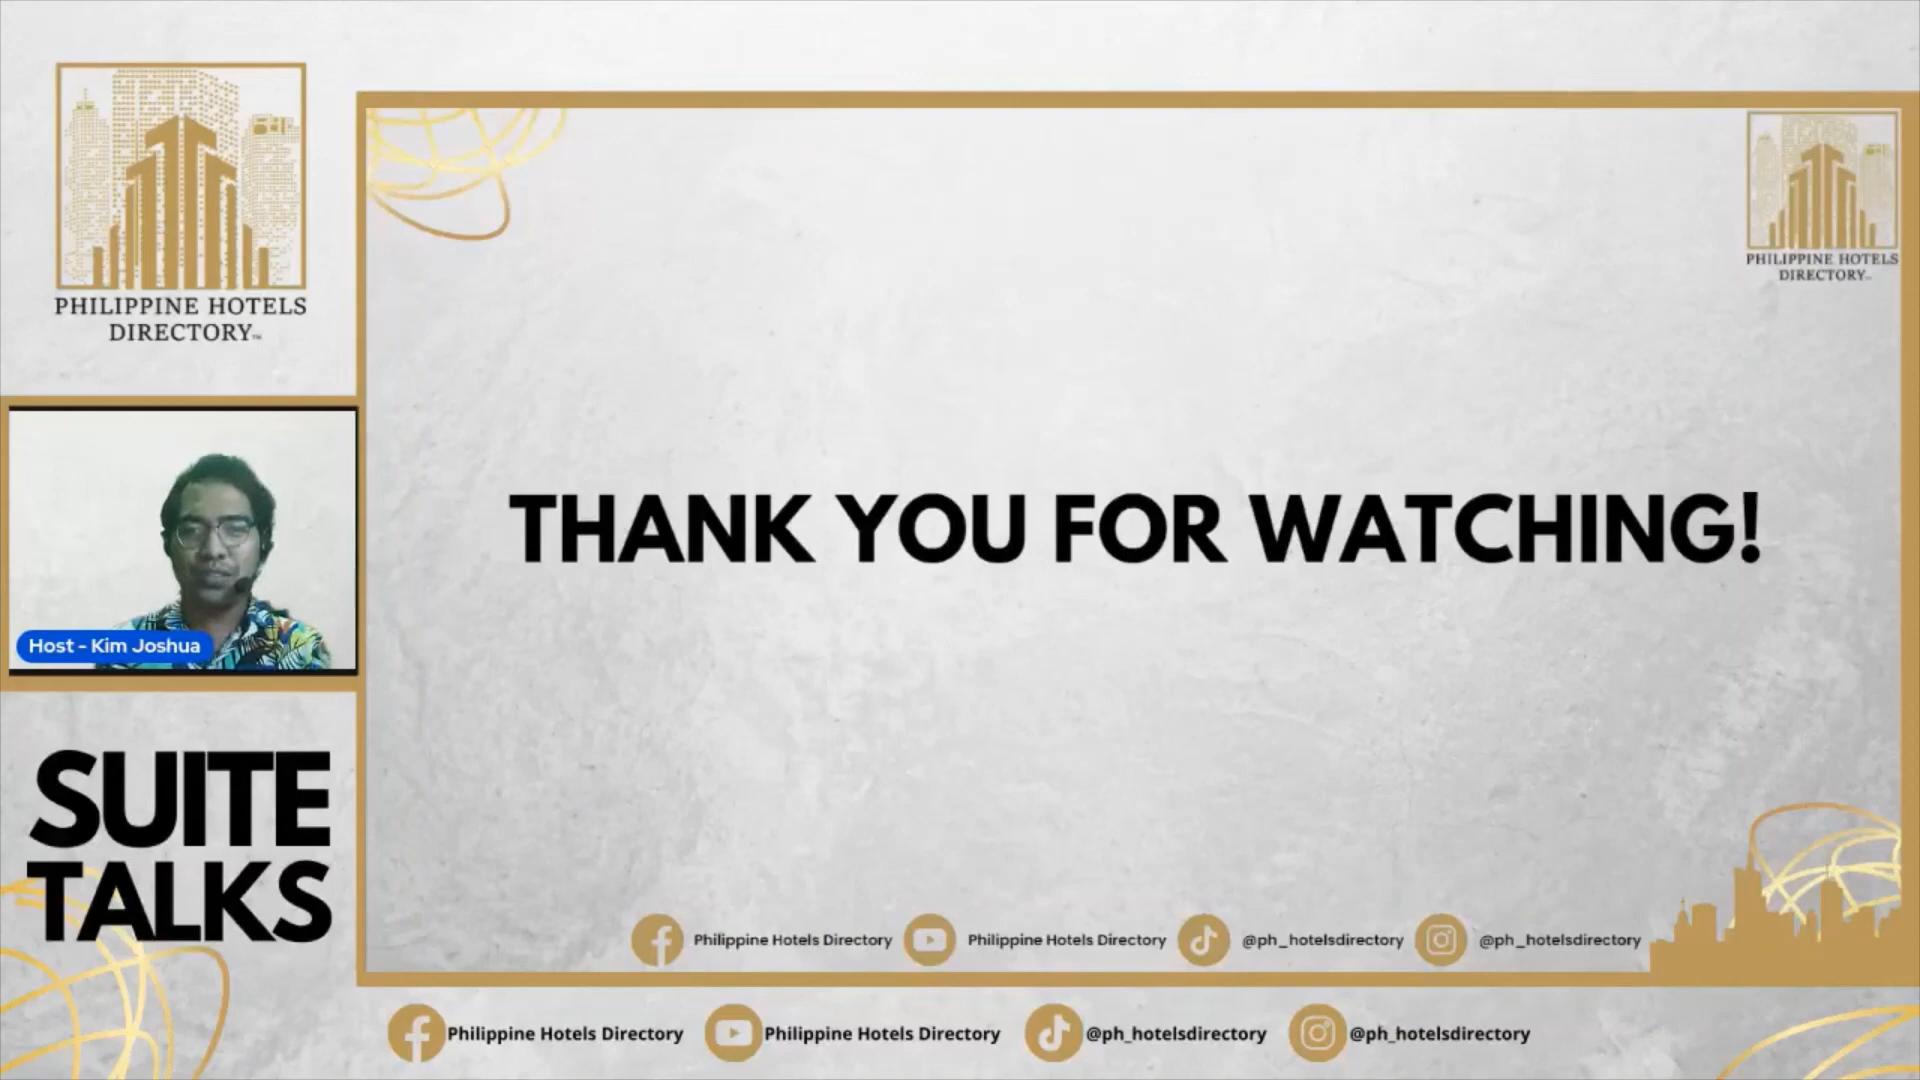 PHILIPPINE HOTELS
DIRECTORY™
PHILIPPINE HOTELS
DIRECTORY
THANK YOU FOR WATCHING!
Host - Kim Joshua
SUITE
TALKS
Philippine Hotels Directory Philippine Hotels Directory @ph_hotelsdirectory @ph_hotelsdirectory
Philippine Hotels Directory Philippine Hotels Directory @ph_hotelsdirectory @ph_hotelsdirectory